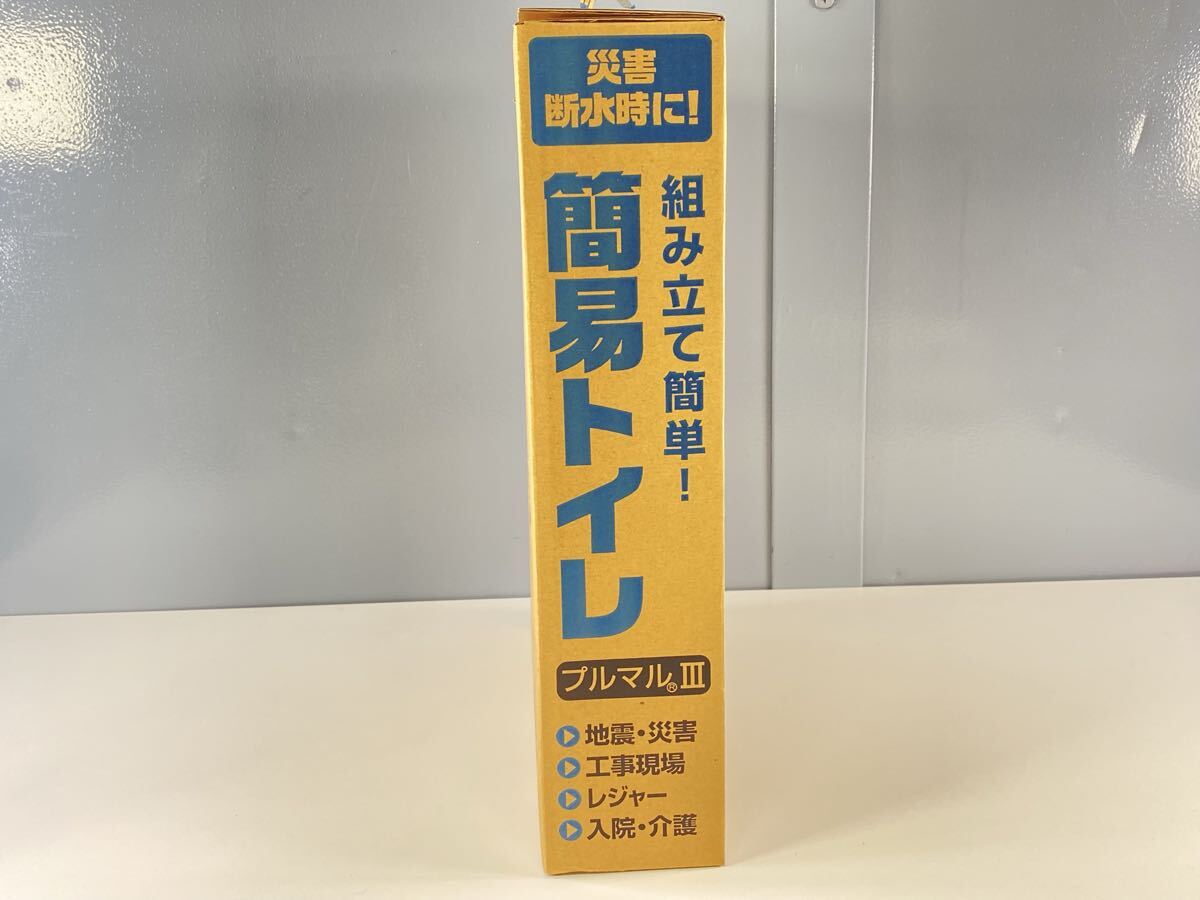 災害
断水時に!
組み立て簡単!
簡易トイレ
プルマル®III
地震・災害
工事現場
レジャー
入院・介護